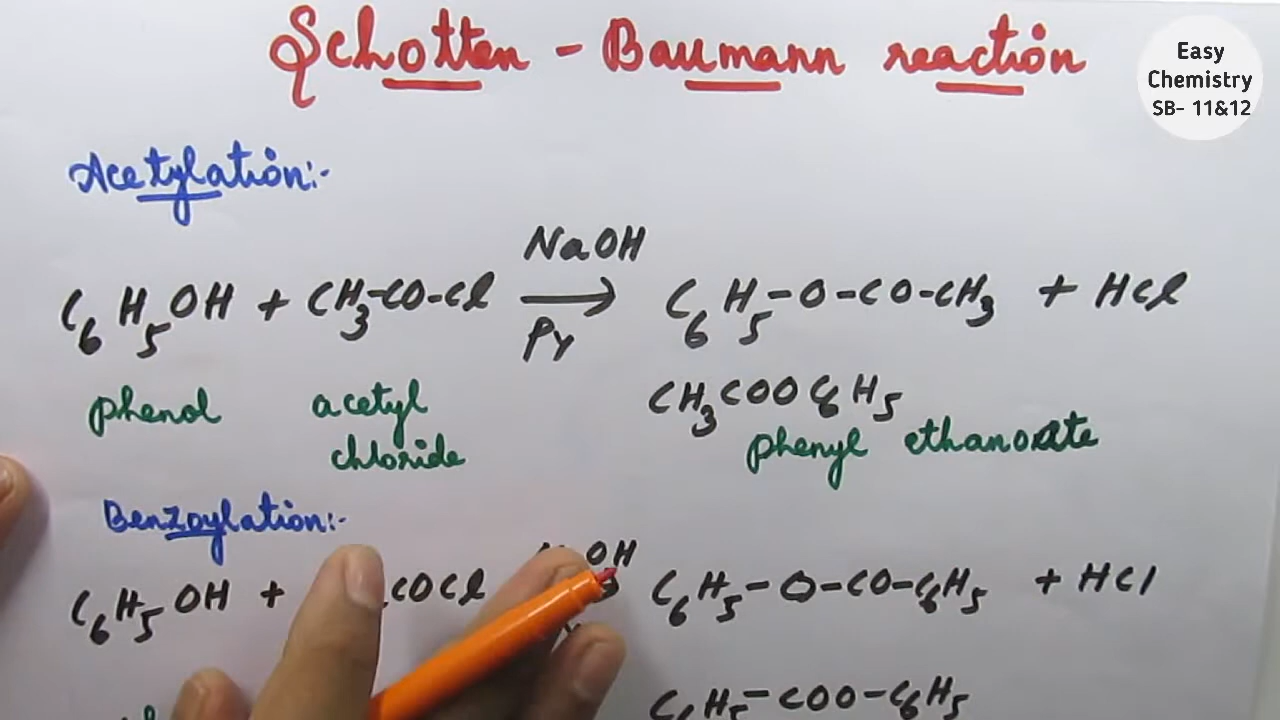 Schotten - Baumann reaction
Easy
Chemistry
SB- 11&12
Acetylation:-
NaOH
C6H5OH + CH3-CO-Cl → C6H5-O-CO-CH3 + HCl
Py
CH3COOC6H5
phenol acetyl
chloride
phenyl ethanoate
Benzoylation:-
OH
C6H5OH + COCl C6H5-O-CO-C6H5 + HCl
C6H5-COO-C6H5